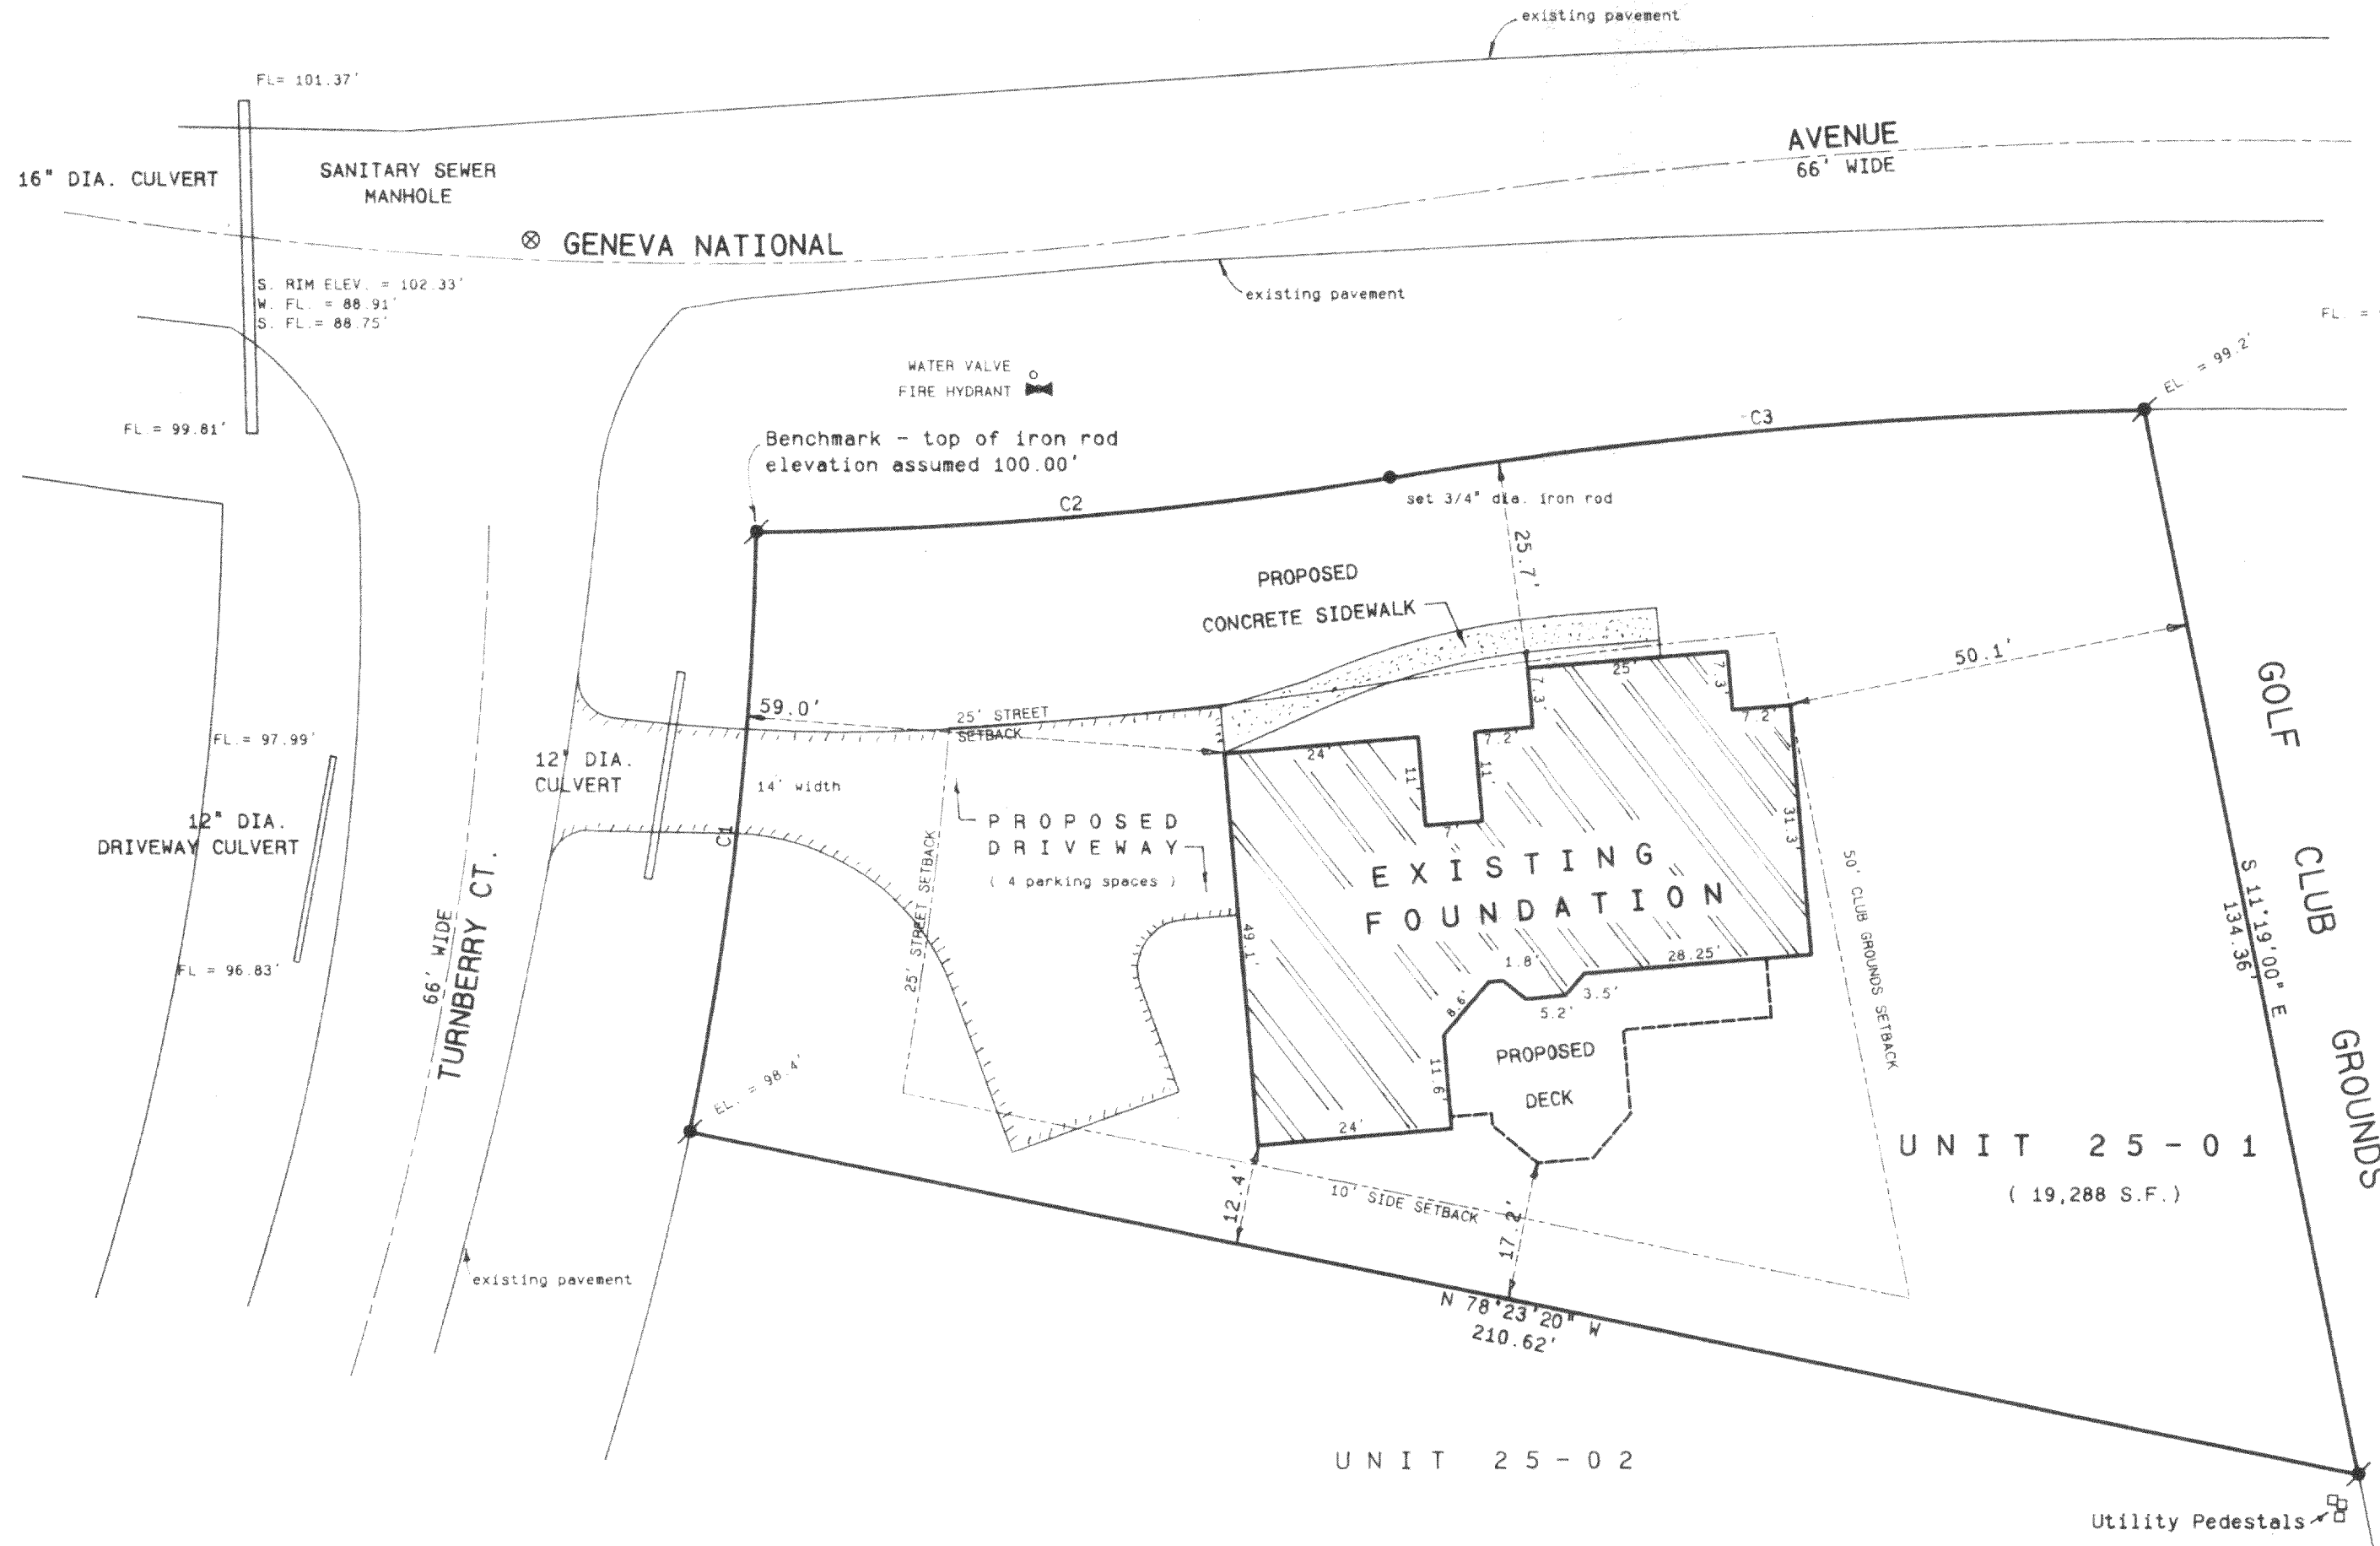 existing pavement
FL= 101.37'
AVENUE
66' WIDE
16" DIA. CULVERT
SANITARY SEWER
MANHOLE
GENEVA NATIONAL
S. RIM ELEV. = 102.33'
W. FL. = 88.91'
S. FL.= 88.75'
existing pavement
FL. =
EL. = 99.2'
WATER VALVE
FIRE HYDRANT
FL.= 99.81'
Benchmark - top of iron rod
elevation assumed 100.00'
C3
C2
set 3/4" dia. iron rod
25.7'
PROPOSED
CONCRETE SIDEWALK
50.1'
GOLF CLUB GROUNDS
59.0'
25' STREET
SETBACK
25'
7.3'
7.3'
7.2'
7.2'
24'
11'
11'
7'
FL.= 97.99'
12" DIA.
CULVERT
14' width
12" DIA.
DRIVEWAY CULVERT
C1
PROPOSED
DRIVEWAY
( 4 parking spaces )
25' STREET SETBACK
EXISTING
FOUNDATION
31.3'
50' CLUB GROUNDS SETBACK
S 11°19'00" E
134.36'
49.1'
28.25'
1.8'
3.5'
5.2'
8.6'
11.6'
FL = 96.83'
66' WIDE
TURNBERRY CT.
EL. = 98.4'
PROPOSED
DECK
24'
UNIT 25-01
( 19,288 S.F.)
12.4'
10' SIDE SETBACK
17.2'
existing pavement
N 78°23'20" W
210.62'
UNIT 25-02
Utility Pedestals